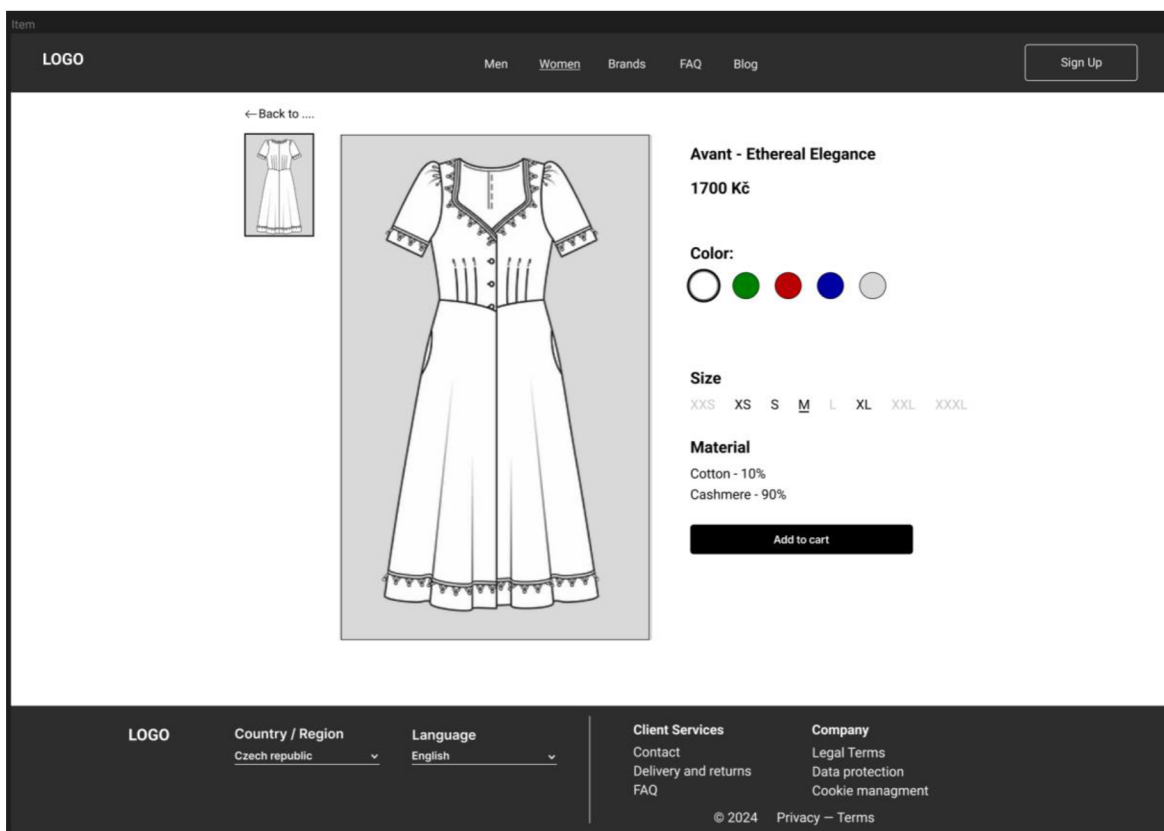 Item
LOGO
Men Women Brands FAQ Blog
Sign Up
←Back to ....
Avant - Ethereal Elegance
1700 Kč
Color:
Size
XXS XS S M L XL XXL XXXL
Material
Cotton - 10%
Cashmere - 90%
Add to cart
LOGO
Country / Region
Czech republic
Language
English
Client Services
Contact
Delivery and returns
FAQ
Company
Legal Terms
Data protection
Cookie managment
© 2024 Privacy — Terms